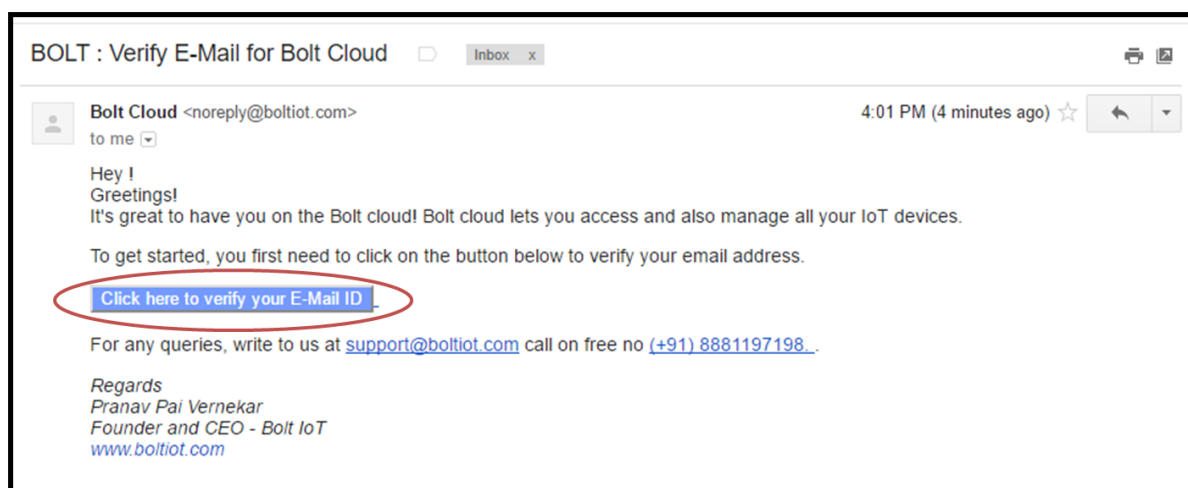 BOLT : Verify E-Mail for Bolt Cloud Inbox x
Bolt Cloud <noreply@boltiot.com> 4:01 PM (4 minutes ago)
to me
Hey !
Greetings!
It's great to have you on the Bolt cloud! Bolt cloud lets you access and also manage all your IoT devices.
To get started, you first need to click on the button below to verify your email address.
Click here to verify your E-Mail ID
For any queries, write to us at support@boltiot.com call on free no (+91) 8881197198. .
Regards
Pranav Pai Vernekar
Founder and CEO - Bolt IoT
www.boltiot.com